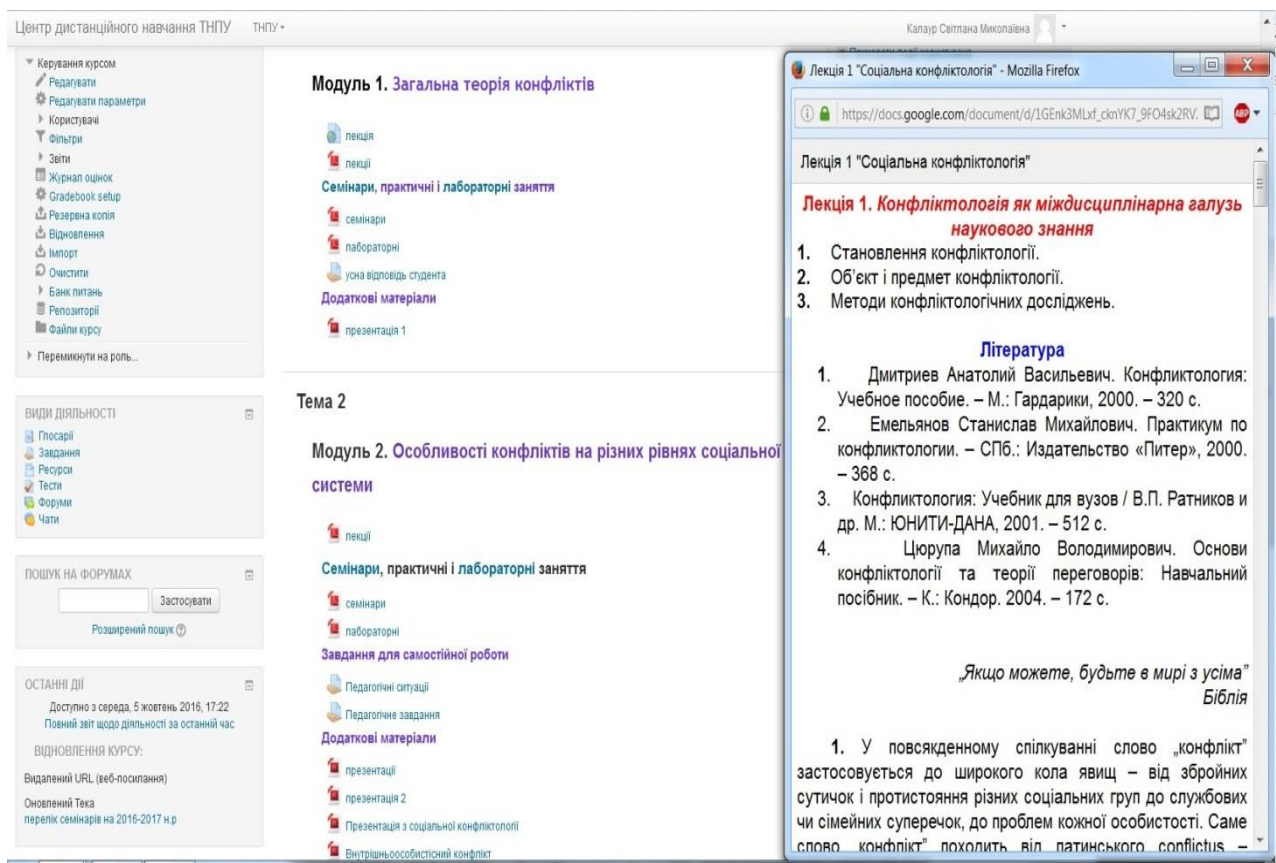 Центр дистанційного навчання ТНПУ
ТНПУ
Капаур Світлана Миколаївна
Керування курсом
Редагувати
Редагувати параметри
Користувачі
Фільтри
Звіти
Журнал оцінок
Gradebook setup
Резервна копія
Відновлення
Імпорт
Очистити
Банк питань
Репозиторії
Файли курсу
Перемикнути на роль...
ВИДИ ДІЯЛЬНОСТІ
Глосарії
Завдання
Ресурси
Тести
Форуми
Чати
ПОШУК НА ФОРУМАХ
Застосувати
Розширений пошук
ОСТАННІ ДІЇ
Доступно з середа, 5 жовтень 2016, 17:22
Повний звіт щодо діяльності за останній час
ВІДНОВЛЕННЯ КУРСУ:
Видалений URL (веб-посилання)
Оновлений Тека
перелік семінарів на 2016-2017 н.р
Модуль 1. Загальна теорія конфліктів
лекція
лекції
Семінари, практичні і лабораторні заняття
семінари
лабораторні
усна відповідь студента
Додаткові матеріали
презентація 1
Тема 2
Модуль 2. Особливості конфліктів на різних рівнях соціальної
системи
лекції
Семінари, практичні і лабораторні заняття
семінари
лабораторні
Завдання для самостійної роботи
Педагогічні ситуації
Педагогічне завдання
Додаткові матеріали
презентації
презентація 2
Презентація з соціальної конфліктології
Внутрішньоособистісний конфлікт
Лекція 1 "Соціальна конфліктологія" - Mozilla Firefox
https://docs.google.com/document/d/1GEnk3MLxf_cknYK7_9FO4sk2RV.
ABP
Лекція 1 "Соціальна конфліктологія"
Лекція 1. Конфліктологія як міждисциплінарна галузь
наукового знання
1. Становлення конфліктології.
2. Об'єкт і предмет конфліктології.
3. Методи конфліктологічних досліджень.
Література
1. Дмитриев Анатолий Васильевич. Конфликтология:
Учебное пособие. – М.: Гардарики, 2000. – 320 с.
2. Емельянов Станислав Михайлович. Практикум по
конфликтологии. – СПб.: Издательство «Питер», 2000.
– 368 с.
3. Конфликтология: Учебник для вузов / В.П. Ратников и
др. М.: ЮНИТИ-ДАНА, 2001. – 512 с.
4. Цюрупа Михайло Володимирович. Основи
конфліктології та теорії переговорів: Навчальний
посібник. – К.: Кондор. 2004. – 172 с.
„Якщо можете, будьте в мирі з усіма”
Біблія
1. У повсякденному спілкуванні слово „конфлікт”
застосовується до широкого кола явищ – від збройних
сутичок і протистояння різних соціальних груп до службових
чи сімейних суперечок, до проблем кожної особистості. Саме
слово „конфлікт” походить від латинського conflictus –